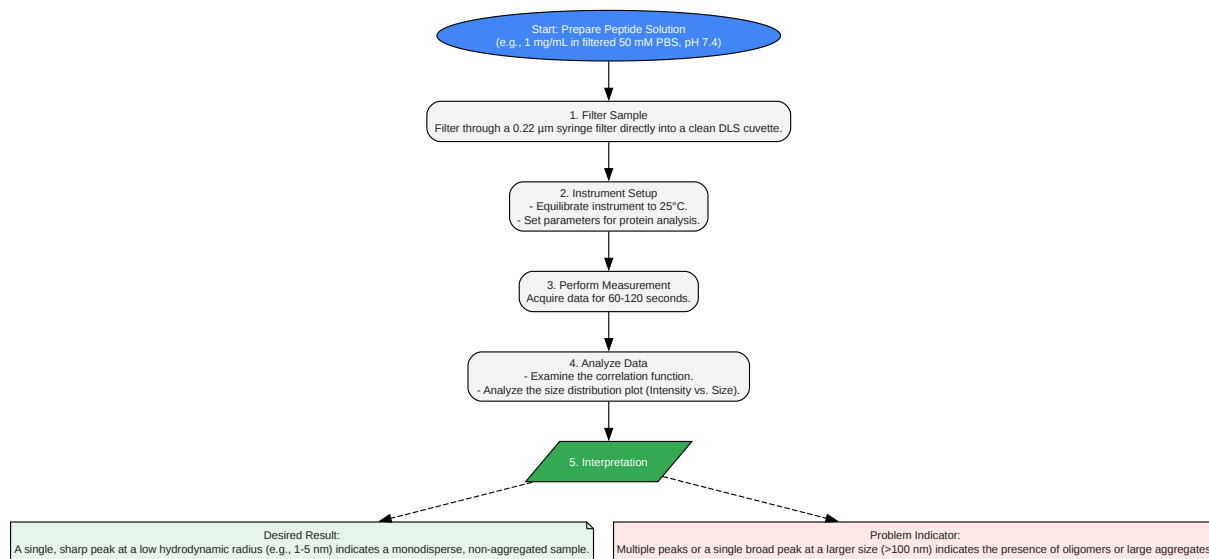 Start: Prepare Peptide Solution
(e.g., 1 mg/mL in filtered 50 mM PBS, pH 7.4)
1. Filter Sample
Filter through a 0.22 µm syringe filter directly into a clean DLS cuvette.
2. Instrument Setup
- Equilibrate instrument to 25°C.
- Set parameters for protein analysis.
3. Perform Measurement
Acquire data for 60-120 seconds.
4. Analyze Data
- Examine the correlation function.
- Analyze the size distribution plot (Intensity vs. Size).
5. Interpretation
Desired Result:
A single, sharp peak at a low hydrodynamic radius (e.g., 1-5 nm) indicates a monodisperse, non-aggregated sample.
Problem Indicator:
Multiple peaks or a single broad peak at a larger size (>100 nm) indicates the presence of oligomers or large aggregates